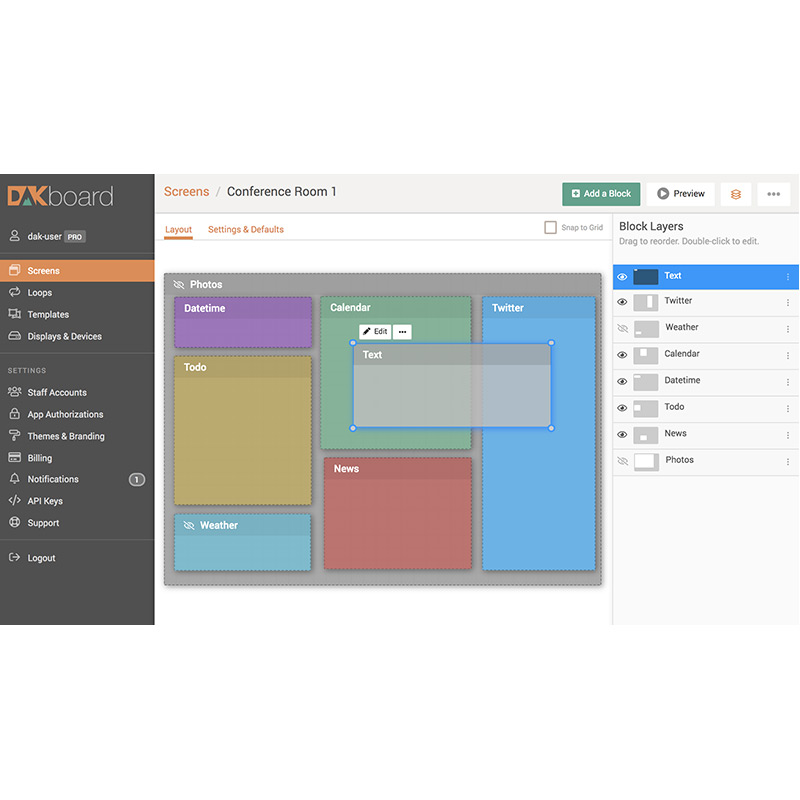 DAKboard
dak-user PRO
Screens
Loops
Templates
Displays & Devices
SETTINGS
Staff Accounts
App Authorizations
Themes & Branding
Billing
Notifications 1
API Keys
Support
Logout
Screens / Conference Room 1
Add a Block
Preview
Layout
Settings & Defaults
Snap to Grid
Photos
Datetime
Calendar
Twitter
Edit
Text
Todo
News
Weather
Block Layers
Drag to reorder. Double-click to edit.
Text
Twitter
Weather
Calendar
Datetime
Todo
News
Photos